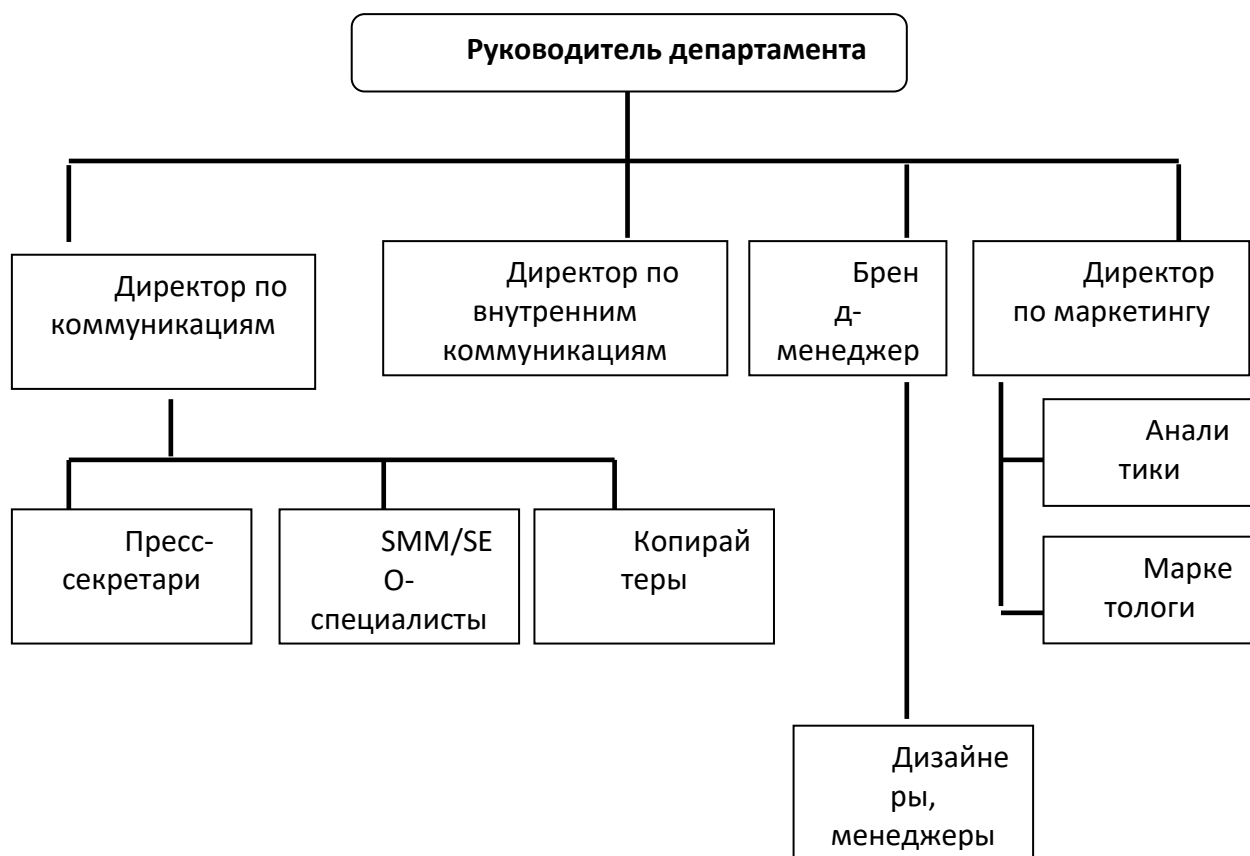 Руководитель департамента
Директор по
коммуникациям
Директор по
внутренним
коммуникациям
Брен
д-
менеджер
Директор
по маркетингу
Анали
тики
Марке
тологи
Пресс-
секретари
SMM/SE
О-
специалисты
Копирай
теры
Дизайне
ры,
менеджеры